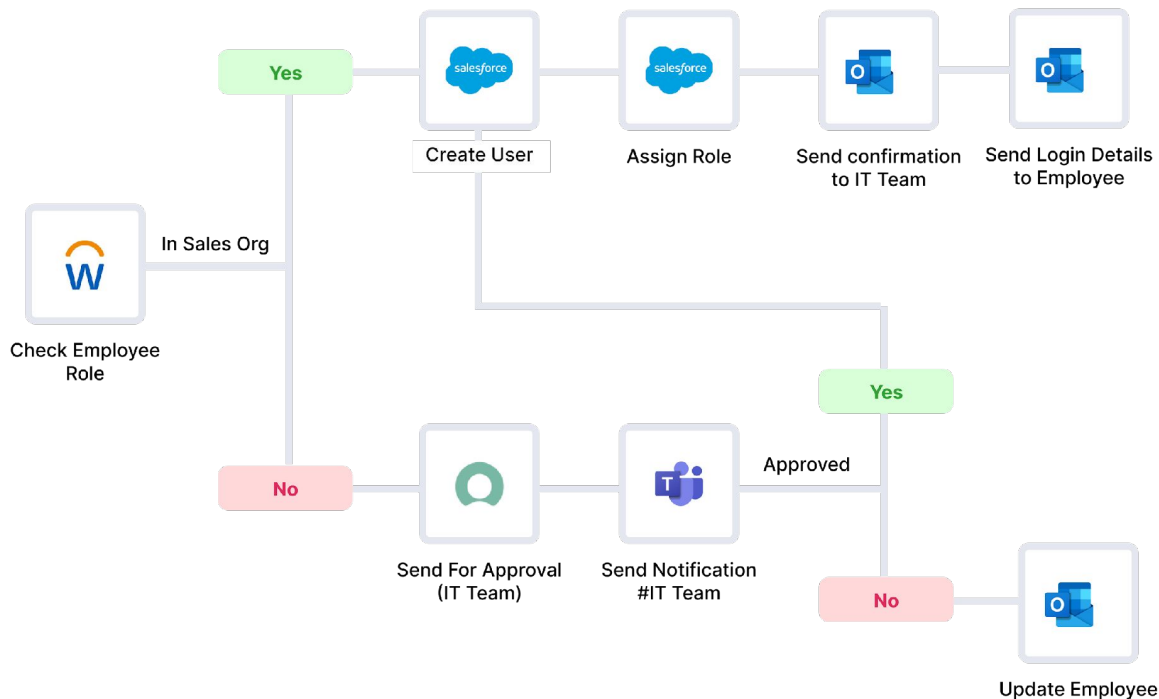 Yes
salesforce
salesforce
O
O
Create User
Assign Role
Send confirmation
to IT Team
Send Login Details
to Employee
W
In Sales Org
Check Employee
Role
Yes
No
T
Approved
Send For Approval
(IT Team)
Send Notification
#IT Team
No
O
Update Employee